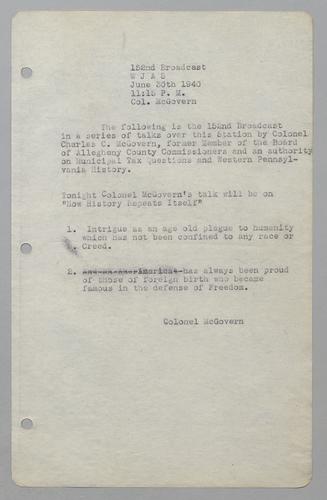 152nd Broadcast
W J A S
June 30th 1940
11:15 P. M.
Col. McGovern
The following is the 152nd Broadcast
in a series of talks over this Station by Colonel
Charles C. McGovern, former Member of the Board
of Allegheny County Commissioners and an authority
on Municipal Tax Questions and Western Pennsyl-
vania History.
Tonight Colonel McGovern's talk will be on
"How History Repeats itself"
1. Intrigue as an age old plague to humanity
which has not been confined to any race or
Creed.
2. America has always been proud
of those of foreign birth who became
famous in the defense of Freedom.
Colonel McGovern